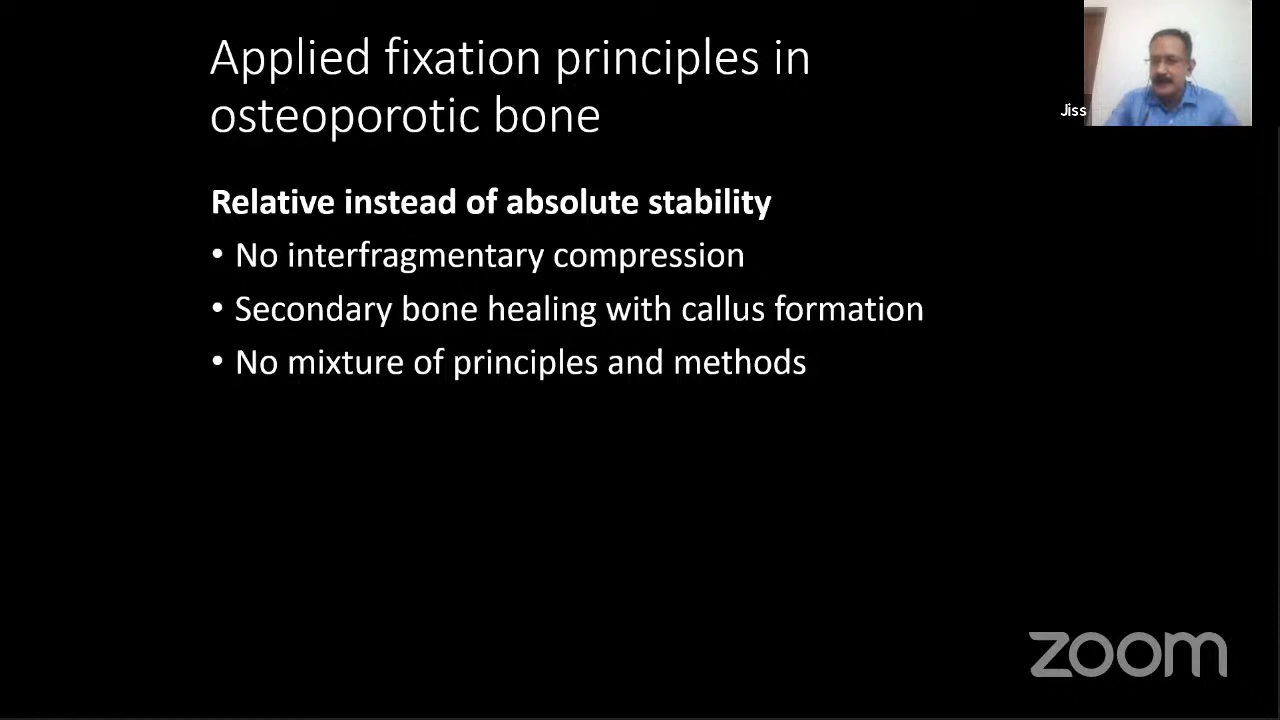 Applied fixation principles in
osteoporotic bone
Jiss
Relative instead of absolute stability
• No interfragmentary compression
• Secondary bone healing with callus formation
• No mixture of principles and methods
zoom